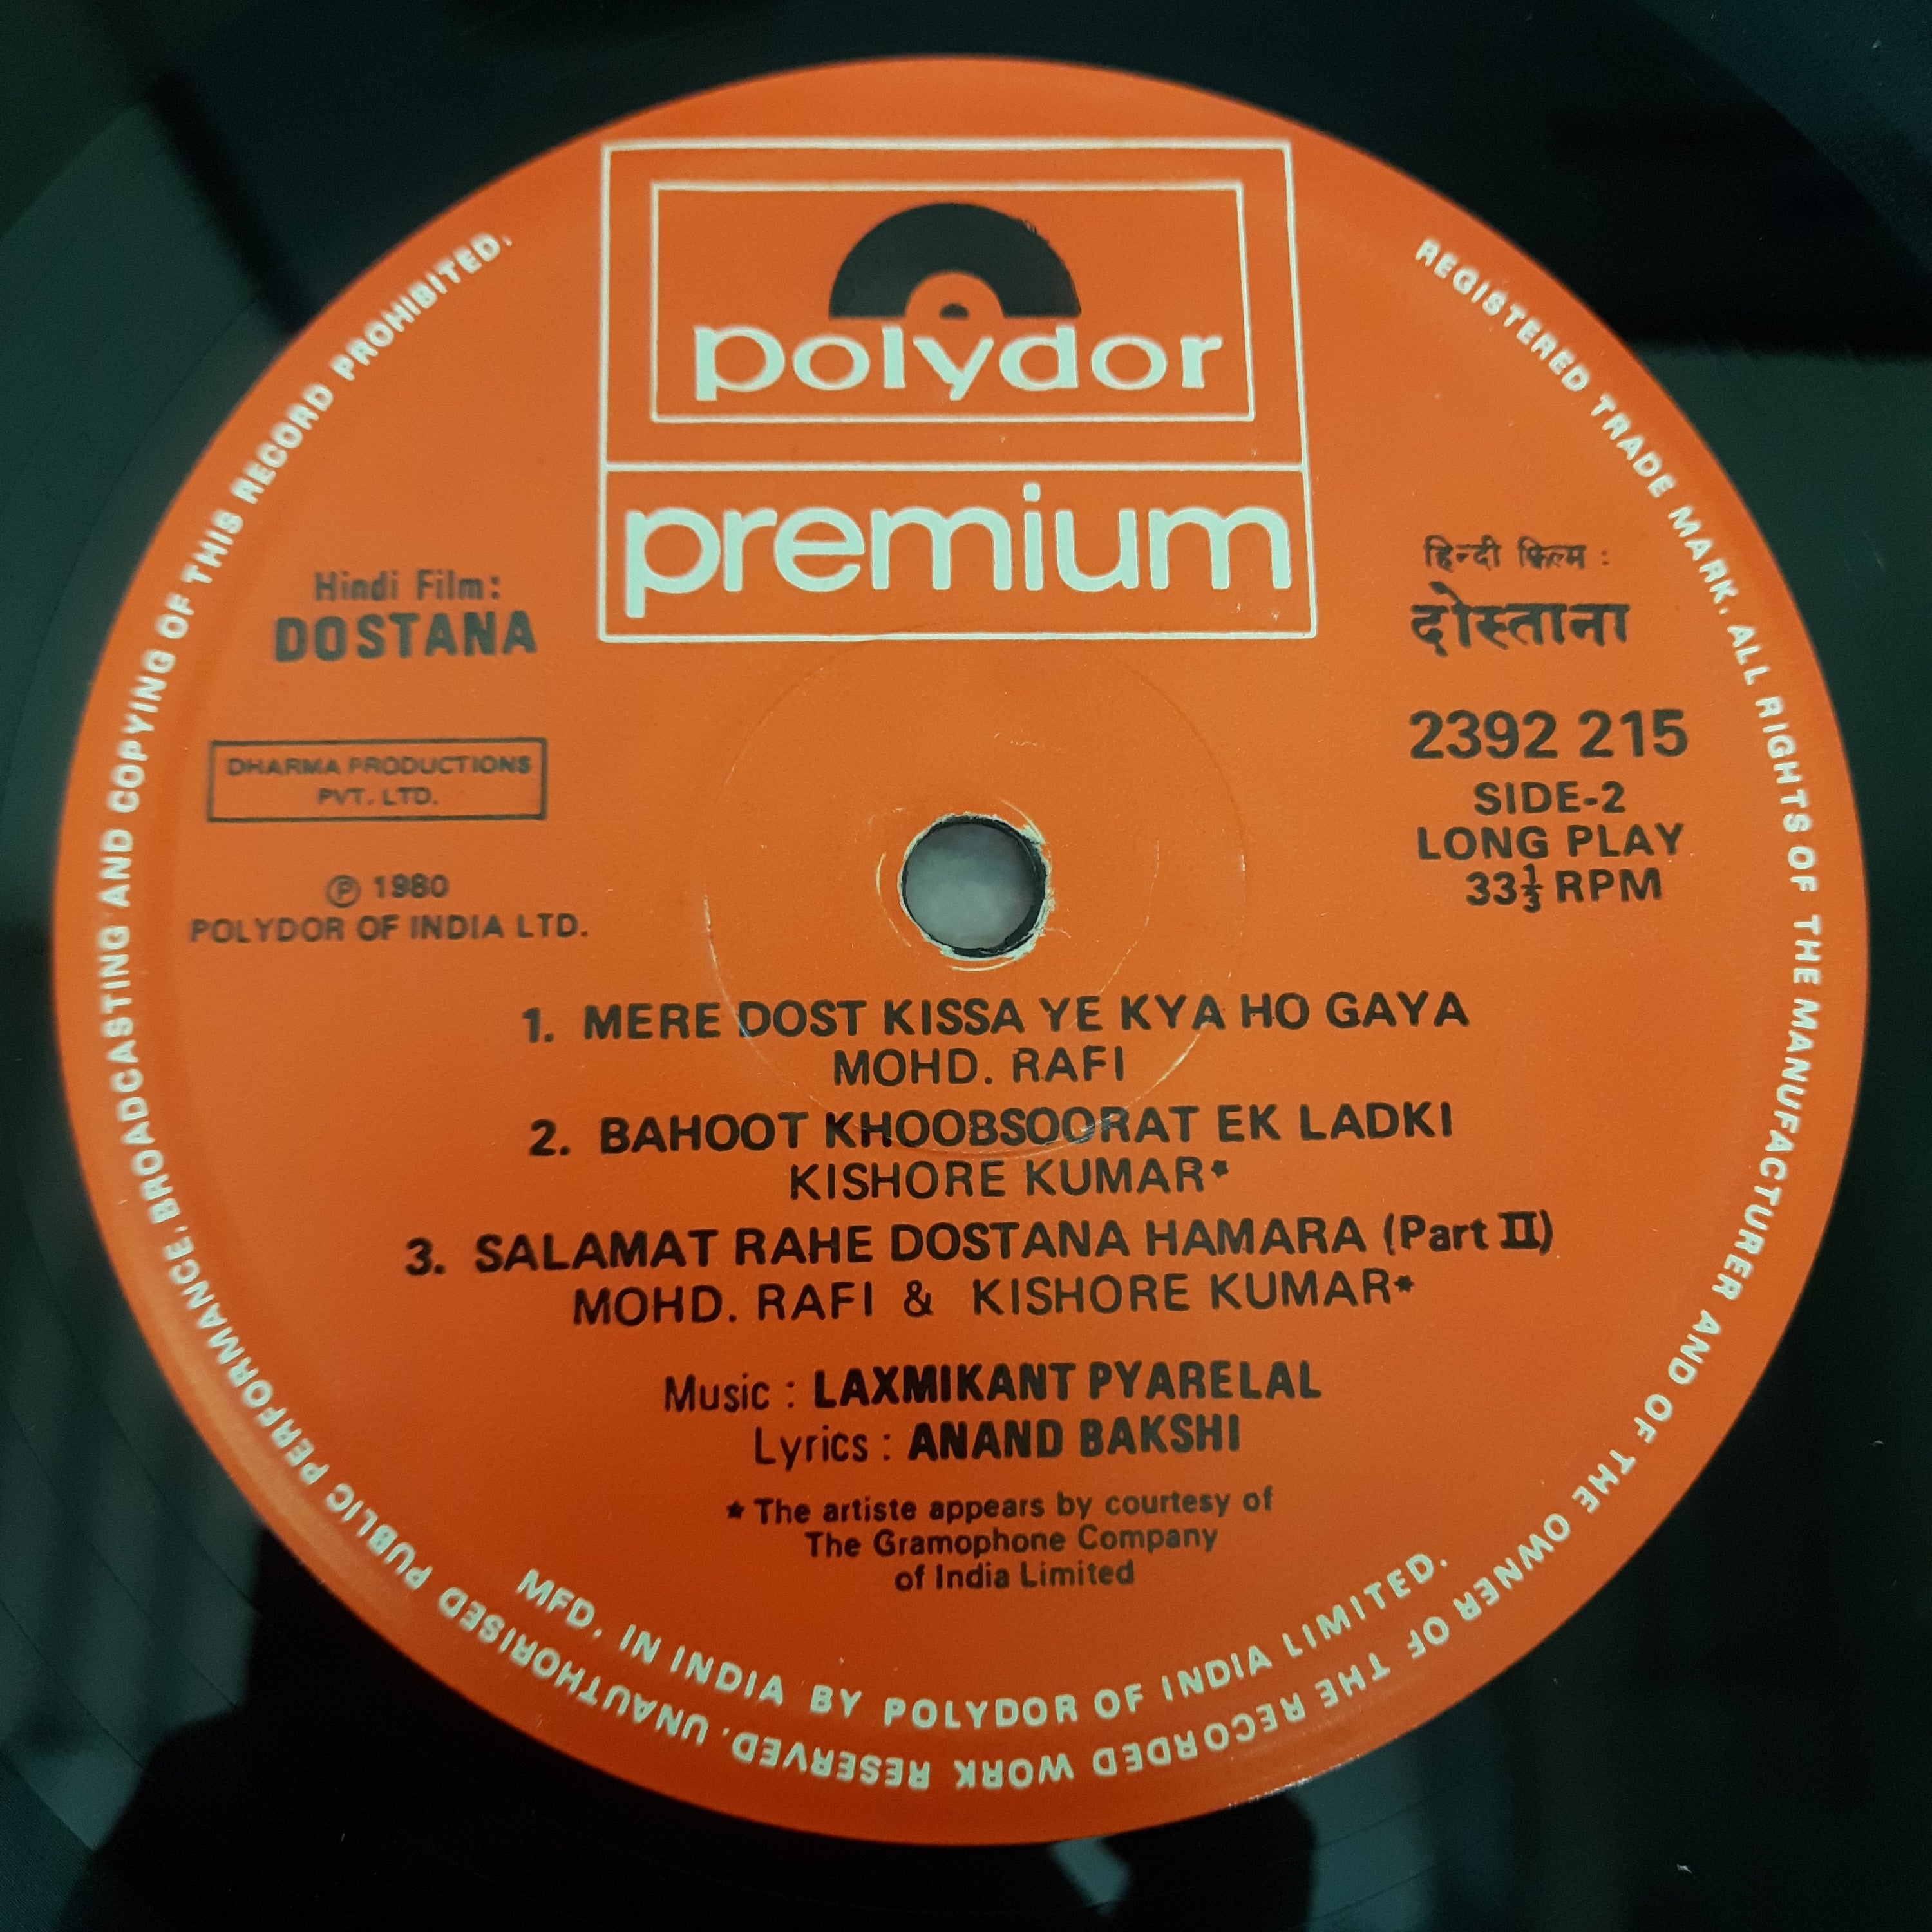 polydor
premium
Hindi Film:
DOSTANA
DHARMA PRODUCTIONS
PVT. LTD.
Ⓟ 1980
POLYDOR OF INDIA LTD.
हिन्दी फ़िल्म :
दोस्ताना
2392 215
SIDE-2
LONG PLAY
33⅓ RPM
1. MERE DOST KISSA YE KYA HO GAYA
MOHD. RAFI
2. BAHOOT KHOOBSOORAT EK LADKI
KISHORE KUMAR*
3. SALAMAT RAHE DOSTANA HAMARA (Part II)
MOHD. RAFI & KISHORE KUMAR*
Music : LAXMIKANT PYARELAL
Lyrics : ANAND BAKSHI
* The artiste appears by courtesy of
The Gramophone Company
of India Limited
MFD. IN INDIA BY POLYDOR OF INDIA LIMITED.
REGISTERED TRADE MARK. ALL RIGHTS OF THE MANUFACTURER AND OF THE OWNER OF THE RECORDED WORK RESERVED. UNAUTHORISED PUBLIC PERFORMANCE, BROADCASTING AND COPYING OF THIS RECORD PROHIBITED.